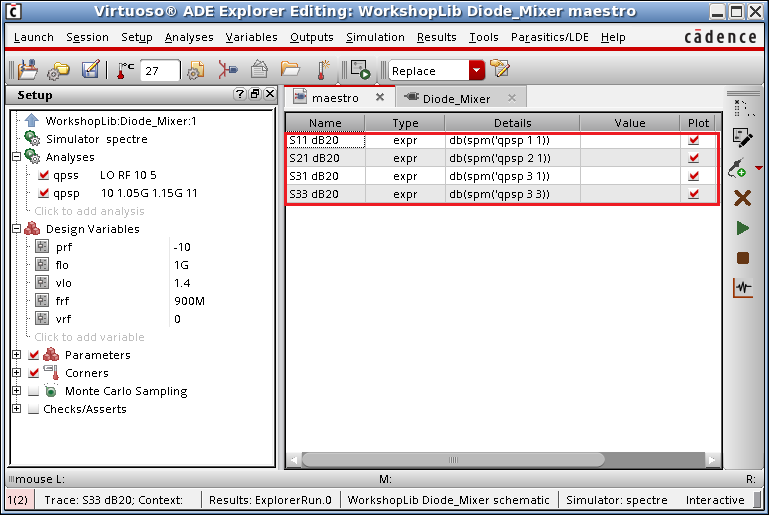 Virtuoso® ADE Explorer Editing: WorkshopLib Diode_Mixer maestro
Launch Session Setup Analyses Variables Outputs Simulation Results Tools Parasitics/LDE Help cādence
27 Replace
Setup
maestro Diode_Mixer
WorkshopLib:Diode_Mixer:1
Simulator spectre
Analyses
qpss LO RF 10 5
qpsp 10 1.05G 1.15G 11
Click to add analysis
Design Variables
prf -10
flo 1G
vlo 1.4
frf 900M
vrf 0
Click to add variable
Parameters
Corners
Monte Carlo Sampling
Checks/Asserts
Name Type Details Value Plot
S11 dB20 expr db(spm('qpsp 1 1))
S21 dB20 expr db(spm('qpsp 2 1))
S31 dB20 expr db(spm('qpsp 3 1))
S33 dB20 expr db(spm('qpsp 3 3))
mouse L: M: R:
1(2) Trace: S33 dB20; Context: Results: ExplorerRun.0 WorkshopLib Diode_Mixer schematic Simulator: spectre Interactive